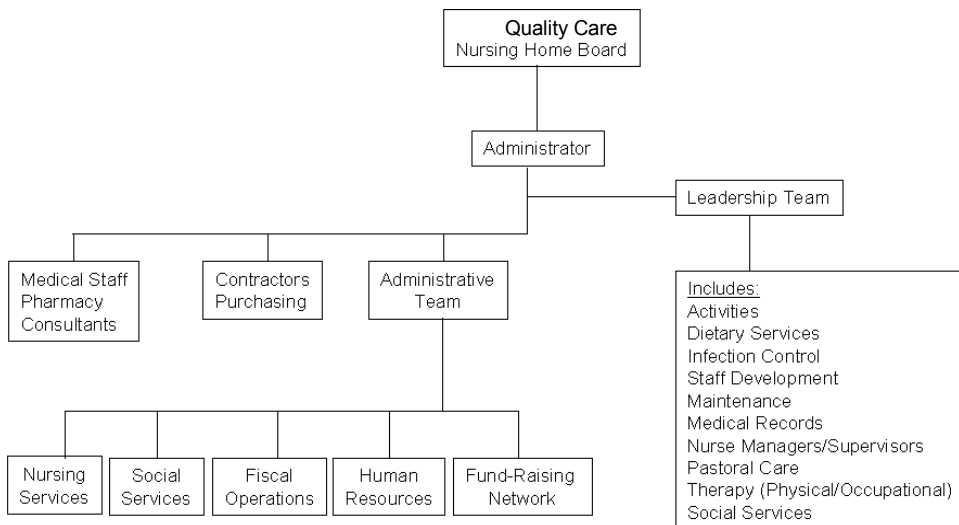 Quality Care
Nursing Home Board
Administrator
Leadership Team
Medical Staff
Pharmacy
Consultants
Contractors
Purchasing
Administrative
Team
Includes:
Activities
Dietary Services
Infection Control
Staff Development
Maintenance
Medical Records
Nurse Managers/Supervisors
Pastoral Care
Therapy (Physical/Occupational)
Social Services
Nursing
Services
Social
Services
Fiscal
Operations
Human
Resources
Fund-Raising
Network